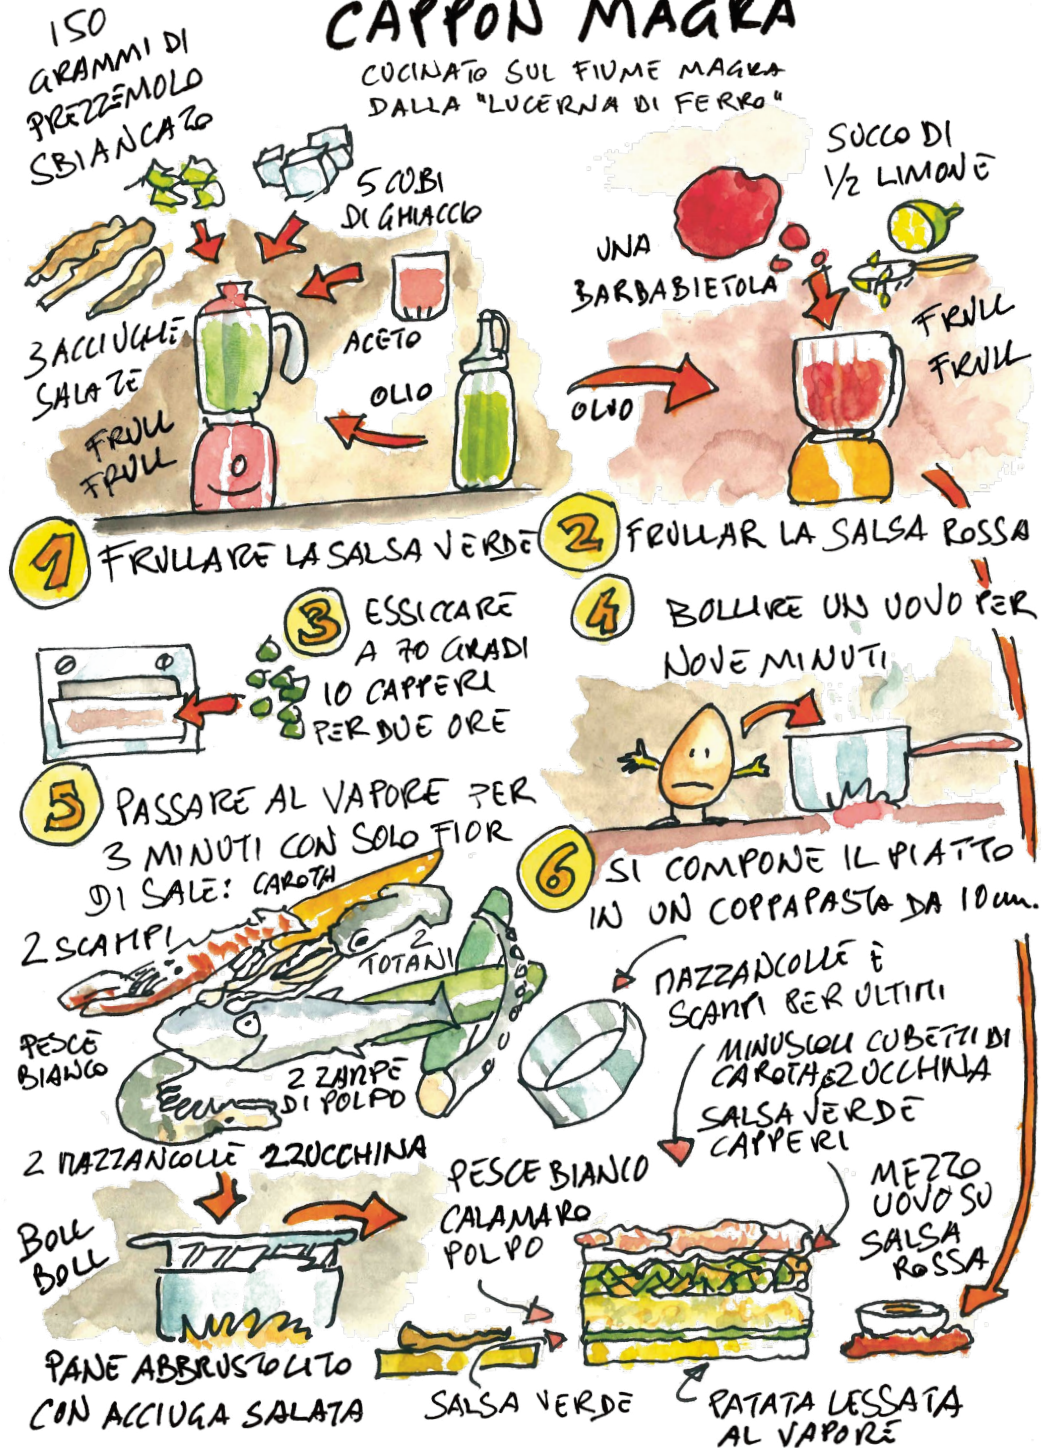 CAPPON MAGRA
CUCINATO SUL FIUME MAGRA
DALLA "LUCERNA DI FERRO"
150
GRAMMI DI
PREZZEMOLO
SBIANCATO
5 CUBI
DI GHIACCIO
3 ACCIUGHE
SALATE
ACETO
OLIO
FRULL
FRULL
1 FRULLARE LA SALSA VERDE
SUCCO DI
1/2 LIMONE
UNA
BARBABIETOLA
OLIO
FRULL
FRULL
2 FRULLAR LA SALSA ROSSA
3 ESSICCARE
A 70 GRADI
10 CAPPERI
PER DUE ORE
4 BOLLIRE UN UOVO PER
NOVE MINUTI
5 PASSARE AL VAPORE PER
3 MINUTI CON SOLO FIOR
DI SALE: CAROTA
2 SCAMPI
2
TOTANI
PESCE
BIANCO
2 ZAMPE
DI POLPO
2 MAZZANCOLLE 2 ZUCCHINA
BOLL
BOLL
PANE ABBRUSTOLITO
CON ACCIUGA SALATA
6 SI COMPONE IL PIATTO
IN UN COPPAPASTA DA 10 cm.
MAZZANCOLLE E
SCAMPI PER ULTIMI
MINUSCOLI CUBETTI DI
CAROTA E ZUCCHINA
SALSA VERDE
CAPPERI
PESCE BIANCO
CALAMARO
POLPO
MEZZO
UOVO SU
SALSA
ROSSA
SALSA VERDE
PATATA LESSATA
AL VAPORE